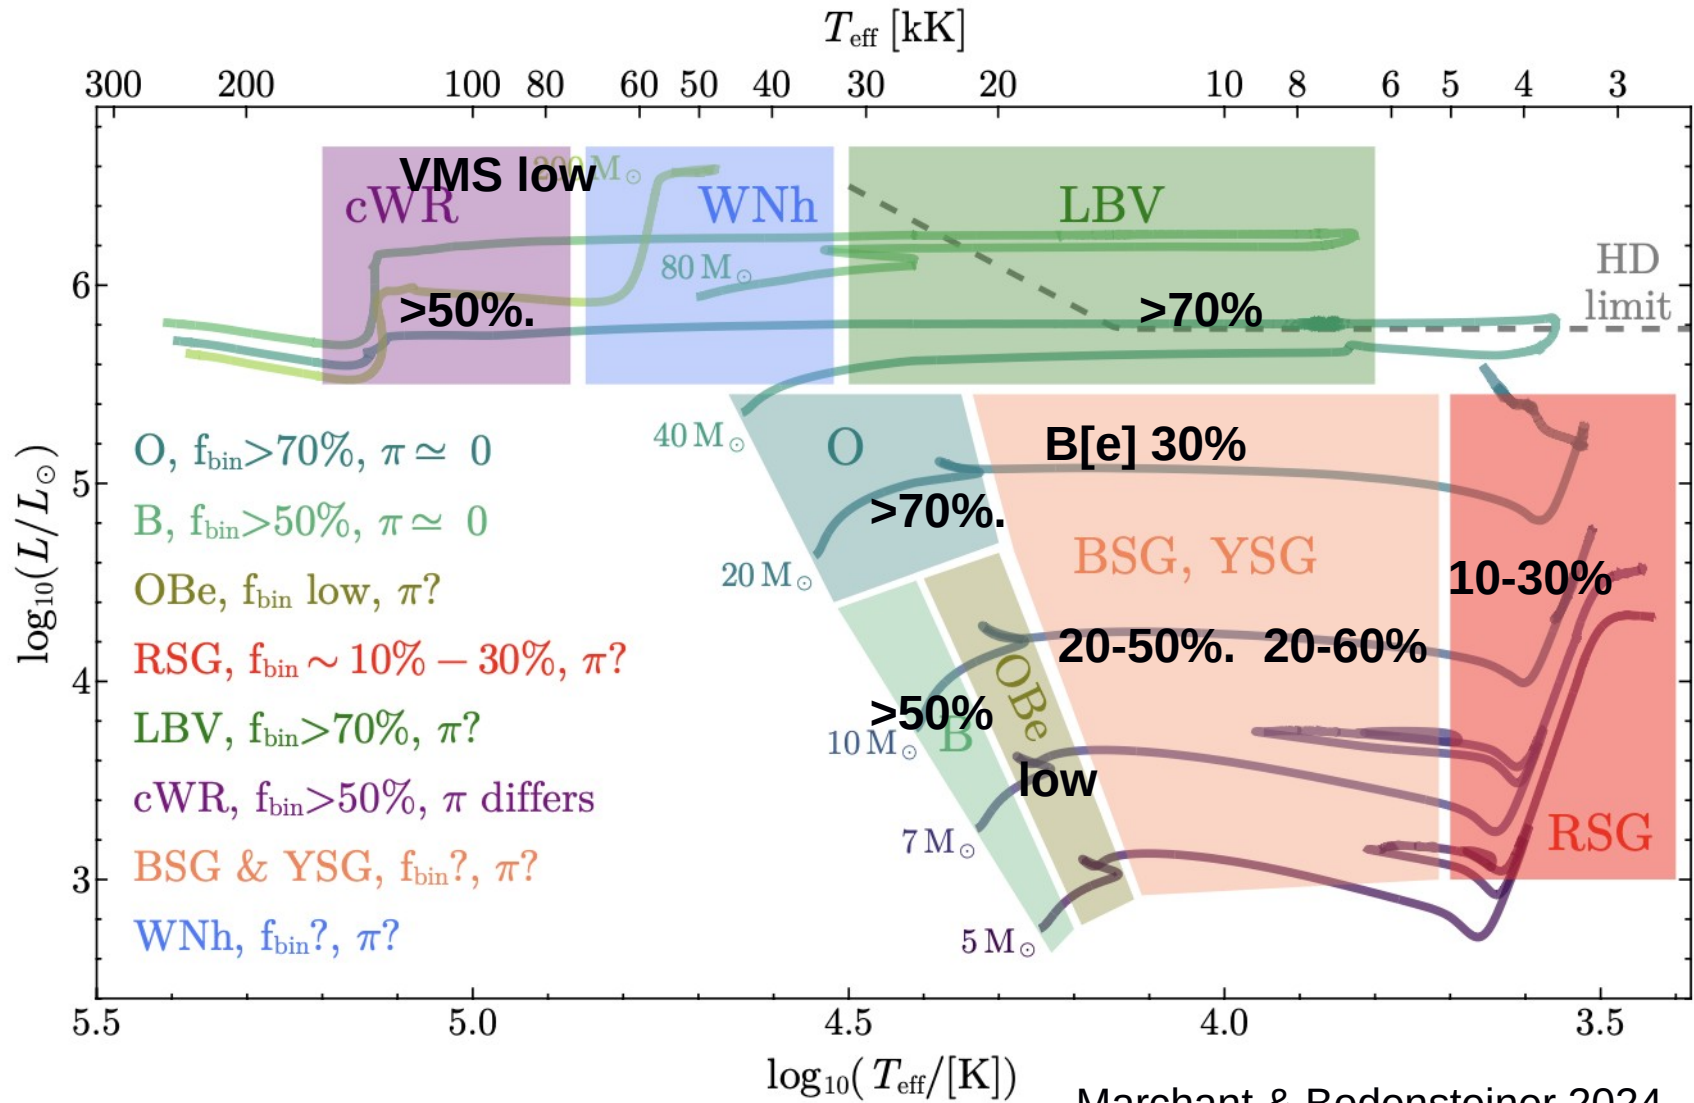 T_eff [kK]
300 200 100 80 60 50 40 30 20 10 8 6 5 4 3
VMS low
200 M⊙
cWR WNh LBV
80 M⊙
HD
limit
>50%. >70%
log₁₀(L/L⊙)
6
5
4
3
40 M⊙
O
B[e] 30%
>70%.
20 M⊙
BSG, YSG
10-30%
20-50%. 20-60%
OBe
>50%
B
10 M⊙
low
7 M⊙
RSG
5 M⊙
O, f_bin>70%, π ≃ 0
B, f_bin>50%, π ≃ 0
OBe, f_bin low, π?
RSG, f_bin ∼ 10% – 30%, π?
LBV, f_bin>70%, π?
cWR, f_bin>50%, π differs
BSG & YSG, f_bin?, π?
WNh, f_bin?, π?
5.5 5.0 4.5 4.0 3.5
log₁₀(T_eff/[K])
Marchant & Bodensteiner 2024